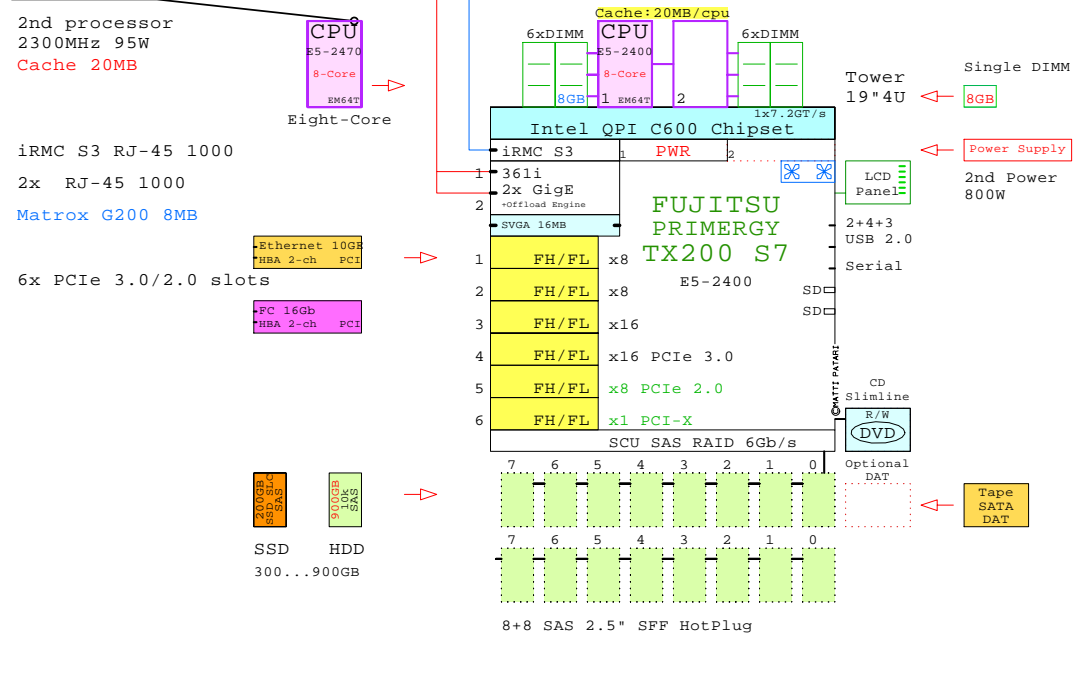 2nd processor
2300MHz 95W
Cache 20MB
CPU
E5-2470
8-Core
EM64T
Eight-Core
Cache:20MB/cpu
6xDIMM
8GB
CPU
E5-2400
8-Core
1 EM64T
2
6xDIMM
Tower
19"4U
Single DIMM
8GB
1x7.2GT/s
Intel QPI C600 Chipset
iRMC S3
1 PWR 2
Power Supply
2nd Power
800W
LCD
Panel
iRMC S3 RJ-45 1000
2x RJ-45 1000
Matrox G200 8MB
1 361i
2x GigE
2 +Offload Engine
SVGA 16MB
FUJITSU
PRIMERGY
TX200 S7
E5-2400
2+4+3
USB 2.0
Serial
SD
SD
Ethernet 10GE
HBA 2-ch PCI
6x PCIe 3.0/2.0 slots
FC 16Gb
HBA 2-ch PCI
1 FH/FL x8
2 FH/FL x8
3 FH/FL x16
4 FH/FL x16 PCIe 3.0
5 FH/FL x8 PCIe 2.0
6 FH/FL x1 PCI-X
©MATTI PATARI
CD
Slimline
R/W
DVD
SCU SAS RAID 6Gb/s
Optional
DAT
7 6 5 4 3 2 1 0
200GB
SSD SLC
SAS
900GB
10k
SAS
Tape
SATA
DAT
SSD HDD
300...900GB
7 6 5 4 3 2 1 0
8+8 SAS 2.5" SFF HotPlug